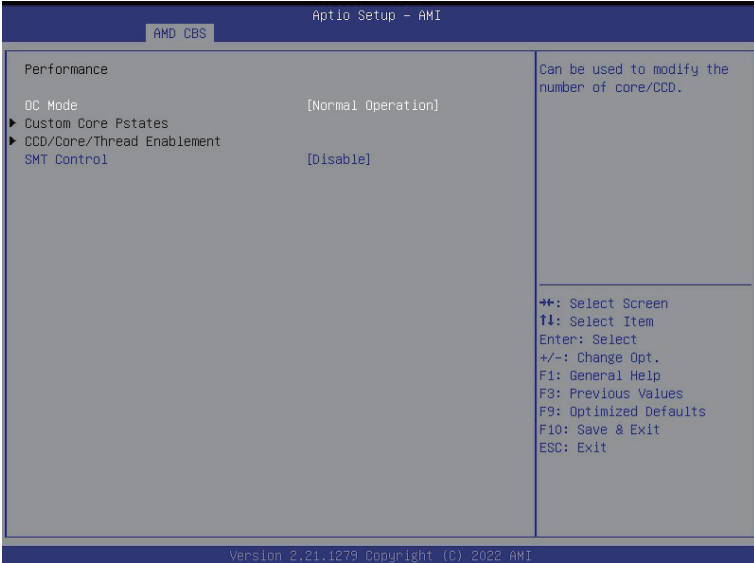 Aptio Setup – AMI
AMD CBS
Performance
OC Mode [Normal Operation]
Custom Core Pstates
CCD/Core/Thread Enablement
SMT Control [Disable]
Can be used to modify the
number of core/CCD.
→←: Select Screen
↑↓: Select Item
Enter: Select
+/-: Change Opt.
F1: General Help
F3: Previous Values
F9: Optimized Defaults
F10: Save & Exit
ESC: Exit
Version 2.21.1279 Copyright (C) 2022 AMI